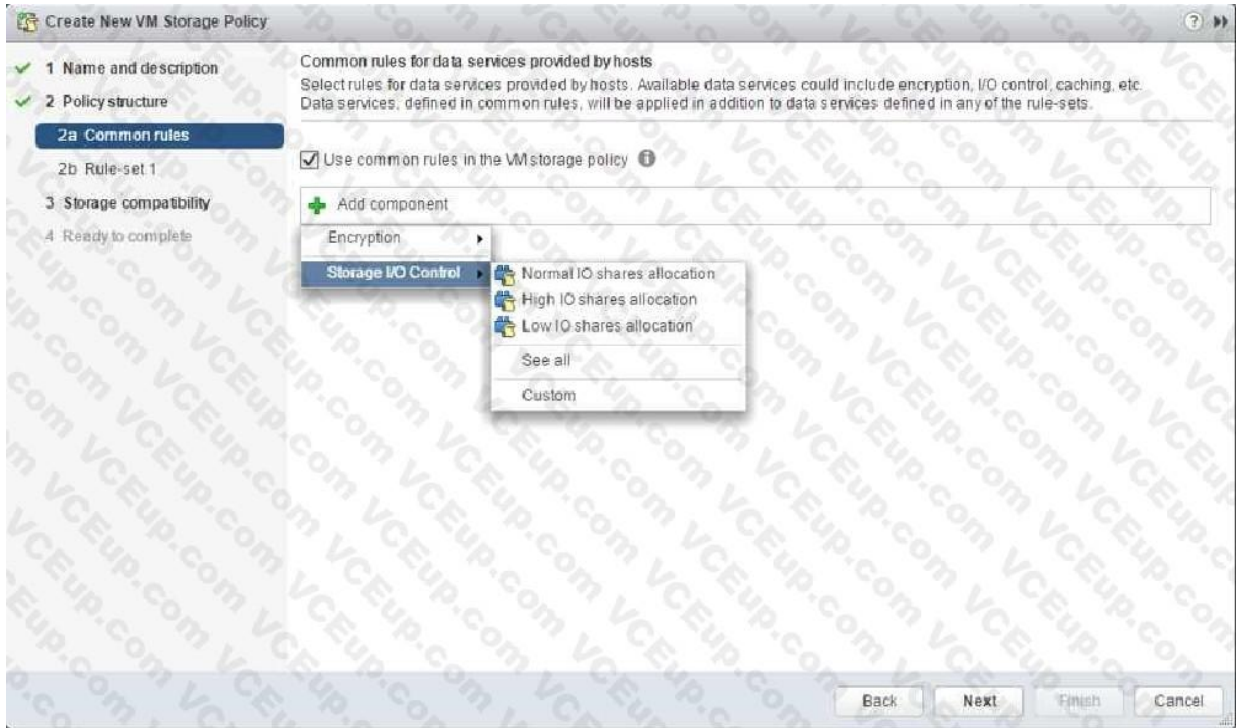 Create New VM Storage Policy
1 Name and description
2 Policy structure
2a Common rules
2b Rule-set 1
3 Storage compatibility
4 Ready to complete
Common rules for data services provided by hosts
Select rules for data services provided by hosts. Available data services could include encryption, I/O control, caching, etc.
Data services, defined in common rules, will be applied in addition to data services defined in any of the rule-sets.
Use common rules in the VM storage policy
Add component
Encryption
Storage I/O Control
Normal IO shares allocation
High IO shares allocation
Low IO shares allocation
See all
Custom
Back
Next
Finish
Cancel
VCEup.com